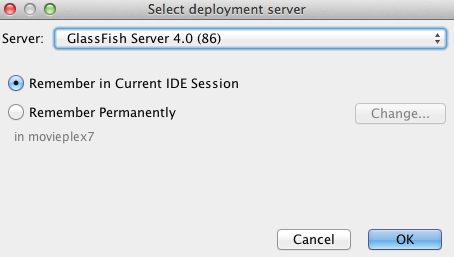 Select deployment server
Server: GlassFish Server 4.0 (86)
Remember in Current IDE Session
Remember Permanently
Change...
in movieplex7
Cancel OK